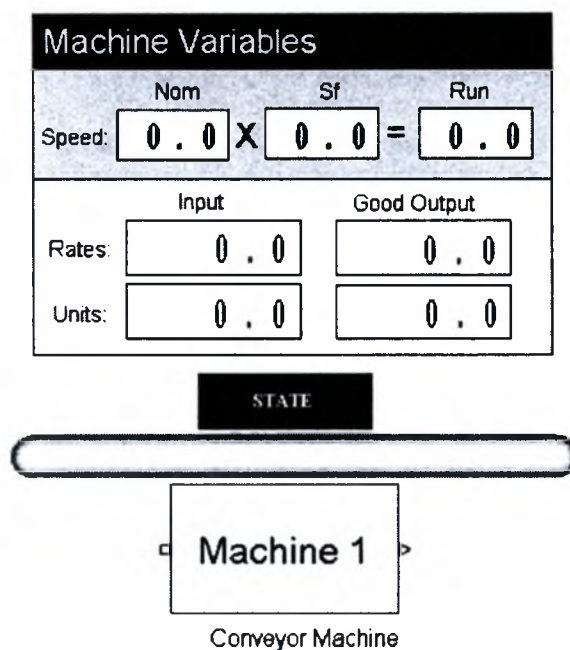 Machine Variables
Nom Sf Run
Speed: 0.0 X 0.0 = 0.0
Input Good Output
Rates: 0.0 0.0
Units: 0.0 0.0
STATE
Machine 1
Conveyor Machine